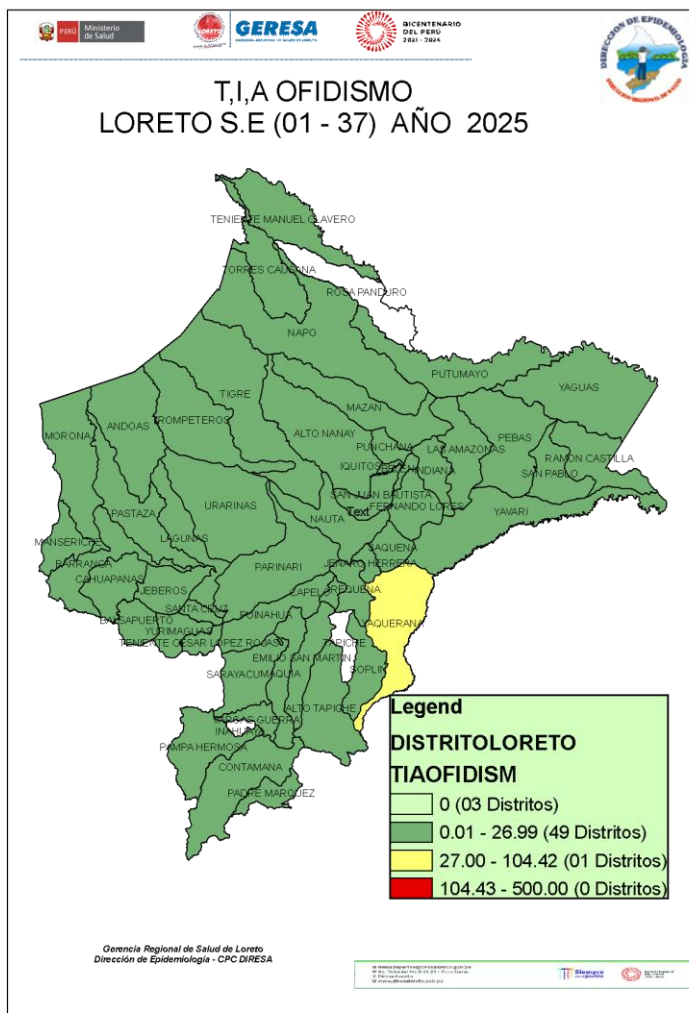 PERÚ
Ministerio
de Salud
LORETO
GERESA
BICENTENARIO
DEL PERÚ
2021 - 2024
DIRECCION DE EPIDEMIOLOGÍA
T,I,A OFIDISMO
LORETO S.E (01 - 37) AÑO 2025
TENIENTE MANUEL CLAVERO
TORRES CAUSANA
ROSA PANDURO
NAPO
PUTUMAYO
YAGUAS
TIGRE
MAZAN
TROMPETEROS
ANDOAS
MORONA
ALTO NANAY
PUNCHANA
PEBAS
LAS AMAZONAS
RAMON CASTILLA
IQUITOS
BELEN
INDIANA
SAN PABLO
SAN JUAN BAUTISTA
URARINAS
FERNANDO LORES
Text
YAVARI
PASTAZA
NAUTA
LAGUNAS
MANSERICHE
SAQUENA
BARRANCA
PARINARI
JENARO HERRERA
CAHUAPANAS
JEBEROS
CAPELO
REQUENA
SANTA CRUZ
PUINAHUA
YAQUERANA
BALSAPUERTO
YURIMAGUAS
TENIENTE CESAR LOPEZ ROJAS
TAPICHE
EMILIO SAN MARTIN
SOPLIN
SARAYACU
MAQUIA
ALTO TAPICHE
VARGAS GUERRA
INAHUAYA
PAMPA HERMOSA
CONTAMANA
PADRE MARQUEZ
Legend
DISTRITOLORETO
TIAOFIDISM
0 (03 Distritos)
0.01 - 26.99 (49 Distritos)
27.00 - 104.42 (01 Distritos)
104.43 - 500.00 (0 Distritos)
Gerencia Regional de Salud de Loreto
Dirección de Epidemiología - CPC DIRESA
Siempre